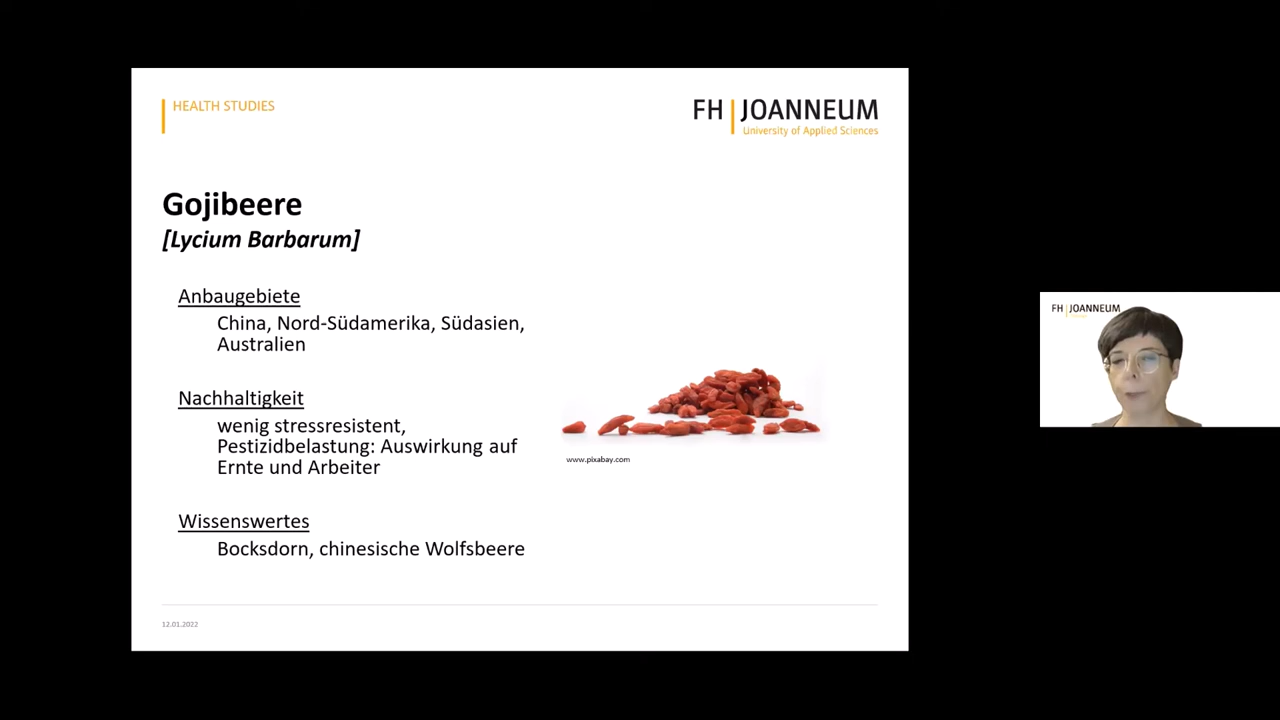 HEALTH STUDIES
FH JOANNEUM
University of Applied Sciences
Gojibeere
[Lycium Barbarum]
Anbaugebiete
China, Nord-Südamerika, Südasien,
Australien
Nachhaltigkeit
wenig stressresistent,
Pestizidbelastung: Auswirkung auf
Ernte und Arbeiter
www.pixabay.com
Wissenswertes
Bocksdorn, chinesische Wolfsbeere
12.01.2022
FH JOANNEUM